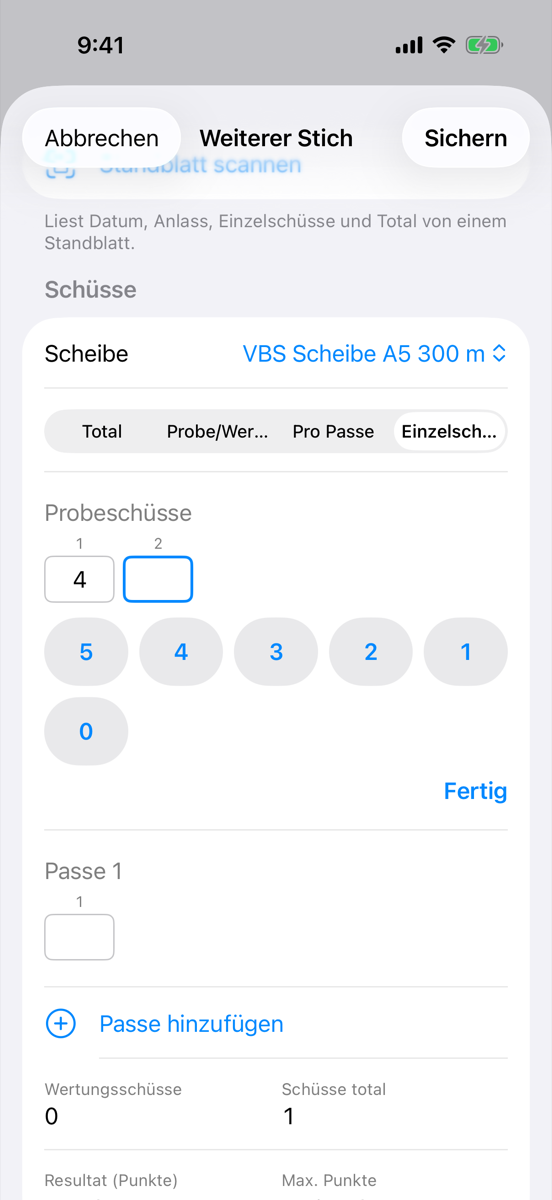 9:41
Abbrechen
Weiterer Stich
Sichern
Standblatt scannen
Liest Datum, Anlass, Einzelschüsse und Total von einem
Standblatt.
Schüsse
Scheibe
VBS Scheibe A5 300 m
Total
Probe/Wer...
Pro Passe
Einzelsch...
Probeschüsse
1 2
4
5 4 3 2 1
0
Fertig
Passe 1
1
Passe hinzufügen
Wertungsschüsse Schüsse total
0 1
Resultat (Punkte) Max. Punkte